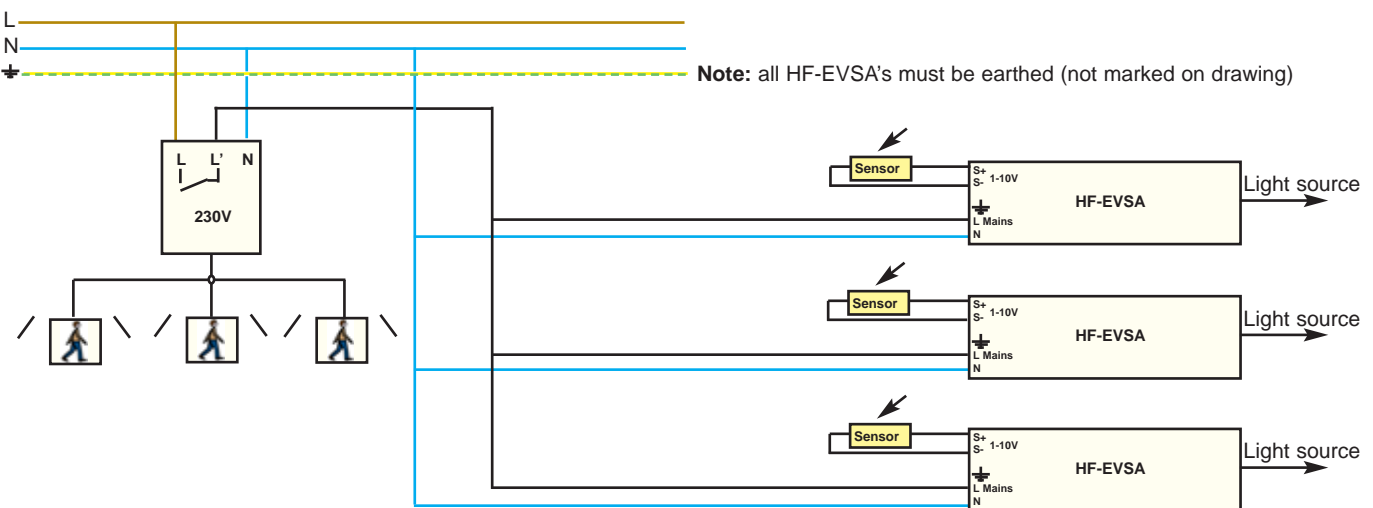 L
N
Note: all HF-EVSA's must be earthed (not marked on drawing)
L L' N
230V
Sensor
S+
S- 1-10V
HF-EVSA
L Mains
N
Light source
Sensor
S+
S- 1-10V
HF-EVSA
L Mains
N
Light source
Sensor
S+
S- 1-10V
HF-EVSA
L Mains
N
Light source